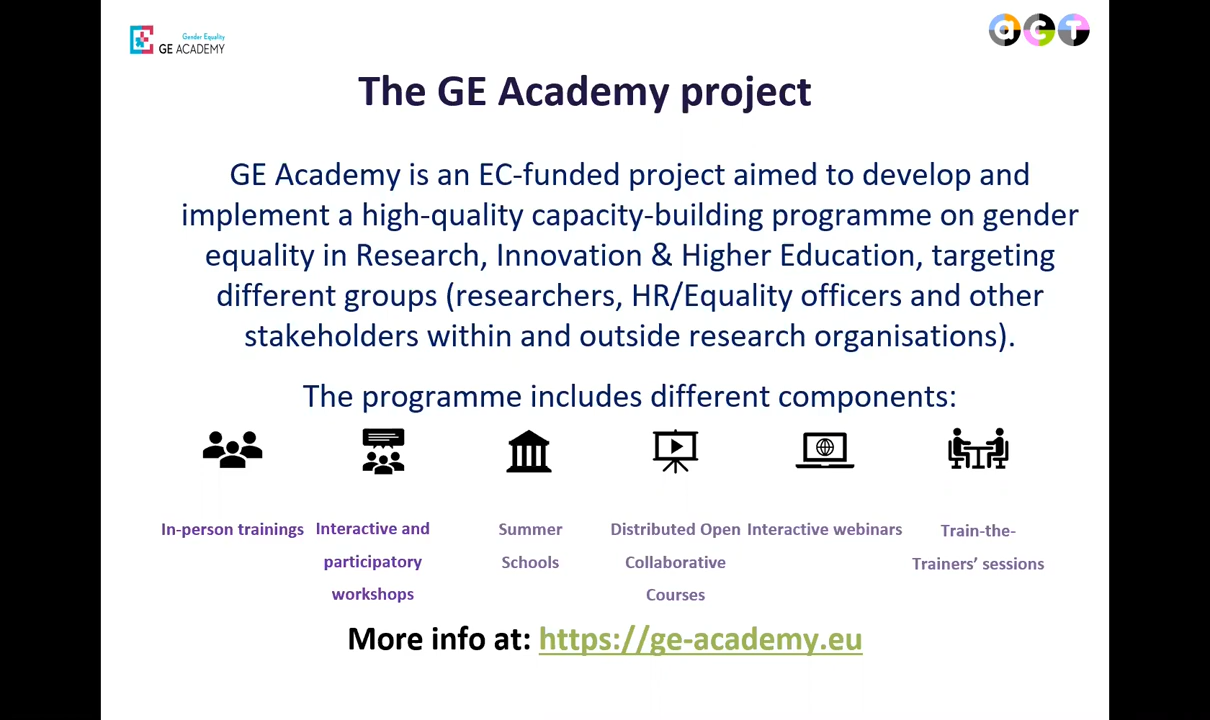 Gender Equality
GE ACADEMY
act
The GE Academy project
GE Academy is an EC-funded project aimed to develop and
implement a high-quality capacity-building programme on gender
equality in Research, Innovation & Higher Education, targeting
different groups (researchers, HR/Equality officers and other
stakeholders within and outside research organisations).
The programme includes different components:
In-person trainings
Interactive and
participatory
workshops
Summer
Schools
Distributed Open
Collaborative
Courses
Interactive webinars
Train-the-
Trainers’ sessions
More info at: https://ge-academy.eu